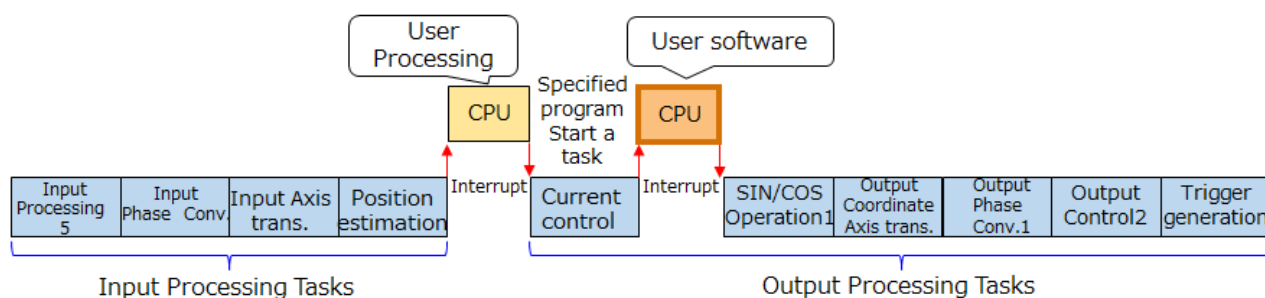 User
Processing
User software
CPU
Specified
program
Start a
task
CPU
Input
Processing
5
Input
Phase Conv.
Input Axis
trans.
Position
estimation
Interrupt
Current
control
Interrupt
SIN/COS
Operation1
Output
Coordinate
Axis trans.
Output
Phase
Conv.1
Output
Control2
Trigger
generation
Input Processing Tasks
Output Processing Tasks